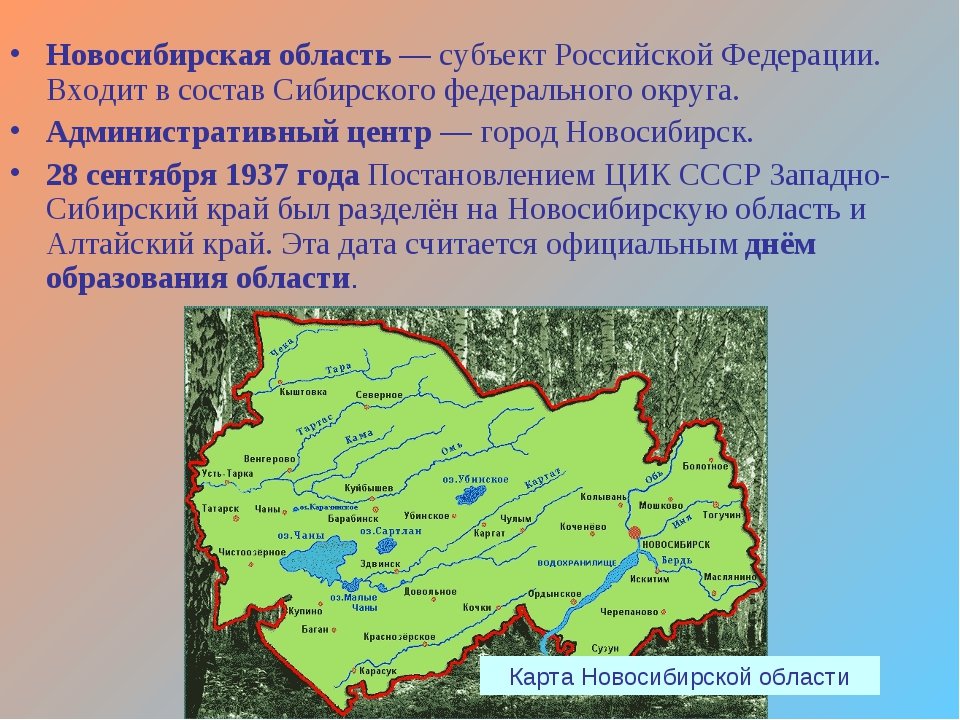 • Новосибирская область — субъект Российской Федерации.
Входит в состав Сибирского федерального округа.
• Административный центр — город Новосибирск.
• 28 сентября 1937 года Постановлением ЦИК СССР Западно-
Сибирский край был разделён на Новосибирскую область и
Алтайский край. Эта дата считается официальным днём
образования области.
Чека
Тара
Кыштовка
Северное
Тартас
Кама
Омь
Венгерово
Усть-Тарка
Куйбышев
оз.Убинское
Каргат
Обь
Болотное
Колывань
Мошково
Татарск
Чаны
Барабинск
Убинское
Чулым
Каргат
Коченёво
Иня
Тогучин
оз.Чаны
оз.Сартлан
НОВОСИБИРСК
Чистоозёрное
Здвинск
ВОДОХРАНИЛИЩЕ
Бердь
Искитим
Маслянино
оз.Малые
Чаны
Довольное
Ордынское
Купино
Кочки
Черепаново
Баган
Краснозёрское
Сузун
Карасук
Карта Новосибирской области